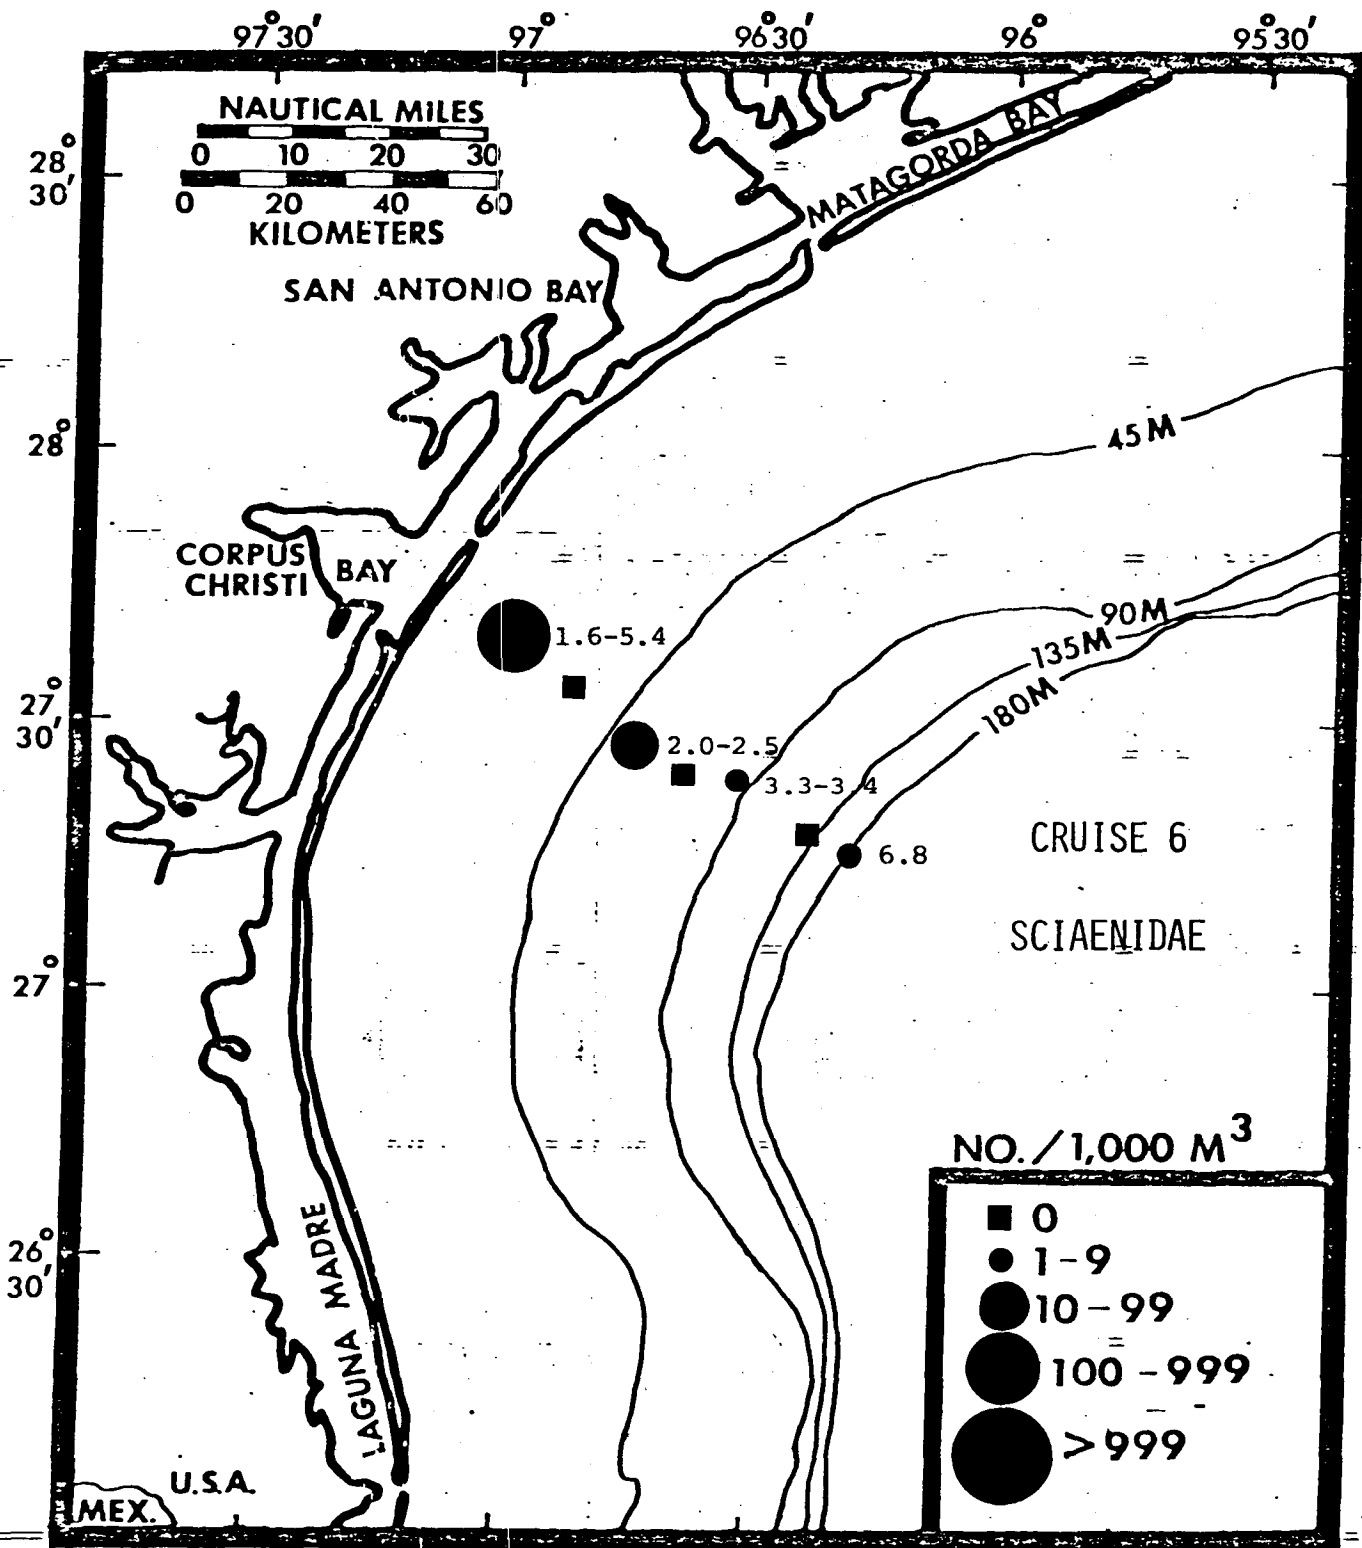 97°30′ 97° 96°30′ 96° 95°30′
NAUTICAL MILES
0 10 20 30
0 20 40 60
KILOMETERS
28°
30′
MATAGORDA BAY
SAN ANTONIO BAY
28°
45M
CORPUS
CHRISTI
BAY
90M
135M
180M
1.6-5.4
27°
30′
2.0-2.5
3.3-3.4
6.8
CRUISE 6
SCIAENIDAE
27°
NO./1,000 M³
0
1-9
10-99
100-999
>999
26°
30′
LAGUNA MADRE
U.S.A.
MEX.